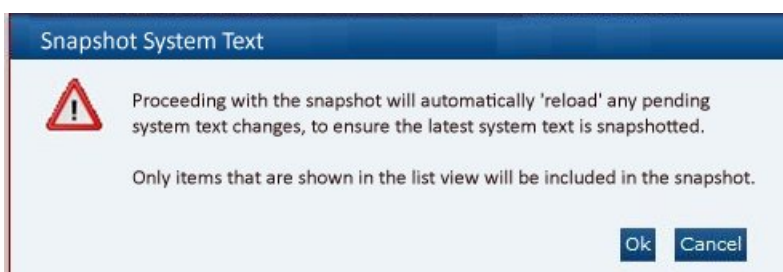 Snapshot System Text
Proceeding with the snapshot will automatically 'reload' any pending
system text changes, to ensure the latest system text is snapshotted.
Only items that are shown in the list view will be included in the snapshot.
Ok Cancel